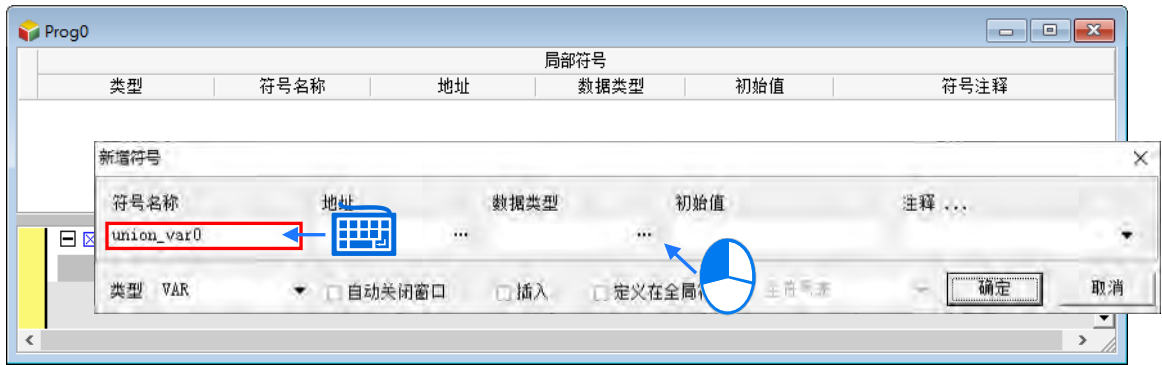 Prog0
局部符号
类型 符号名称 地址 数据类型 初始值 符号注释
新增符号
符号名称 地址 数据类型 初始值 注释 ...
union_var0 ... ...
类型 VAR 自动关闭窗口 插入 定义在全局 确定 取消